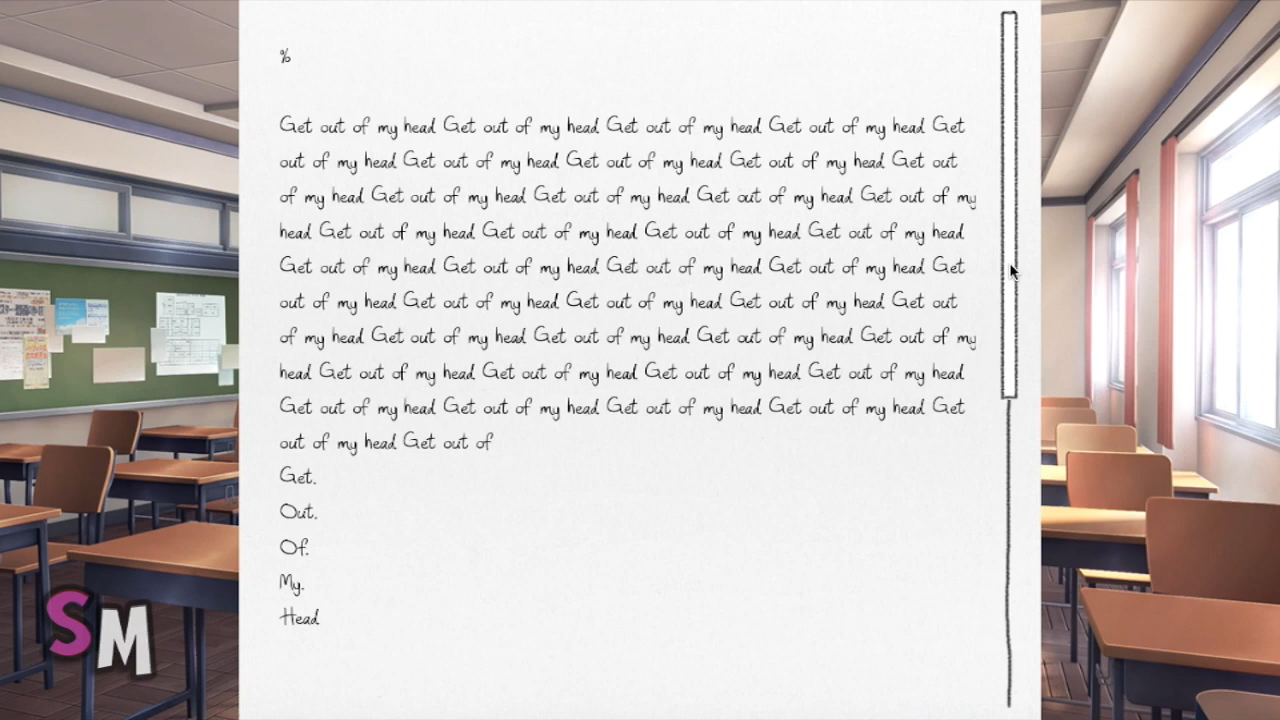 %
Get out of my head Get out of my head Get out of my head Get out of my head Get
out of my head Get out of my head Get out of my head Get out of my head Get out
of my head Get out of my head Get out of my head Get out of my head Get out of my
head Get out of my head Get out of my head Get out of my head Get out of my head
Get out of my head Get out of my head Get out of my head Get out of my head Get
out of my head Get out of my head Get out of my head Get out of my head Get out
of my head Get out of my head Get out of my head Get out of my head Get out of my
head Get out of my head Get out of my head Get out of my head Get out of my head
Get out of my head Get out of my head Get out of my head Get out of my head Get
out of my head Get out of
Get.
Out.
Of.
My.
Head
SM